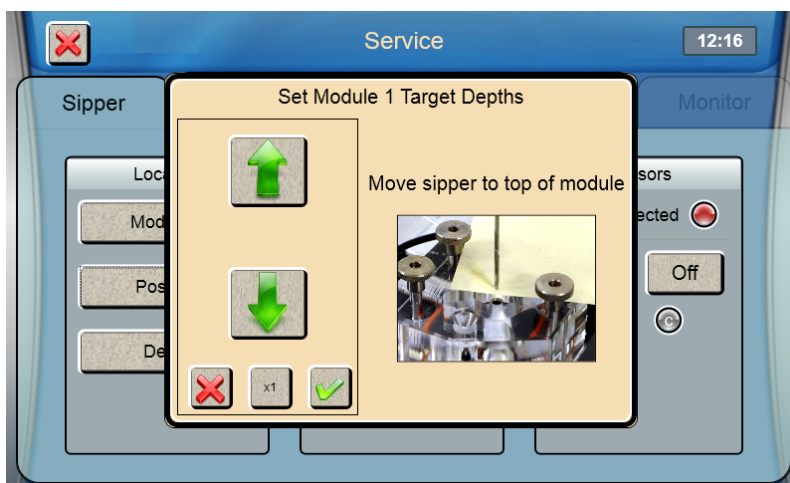 Service
12:16
Sipper
Monitor
Set Module 1 Target Depths
Move sipper to top of module
Off
C
x1